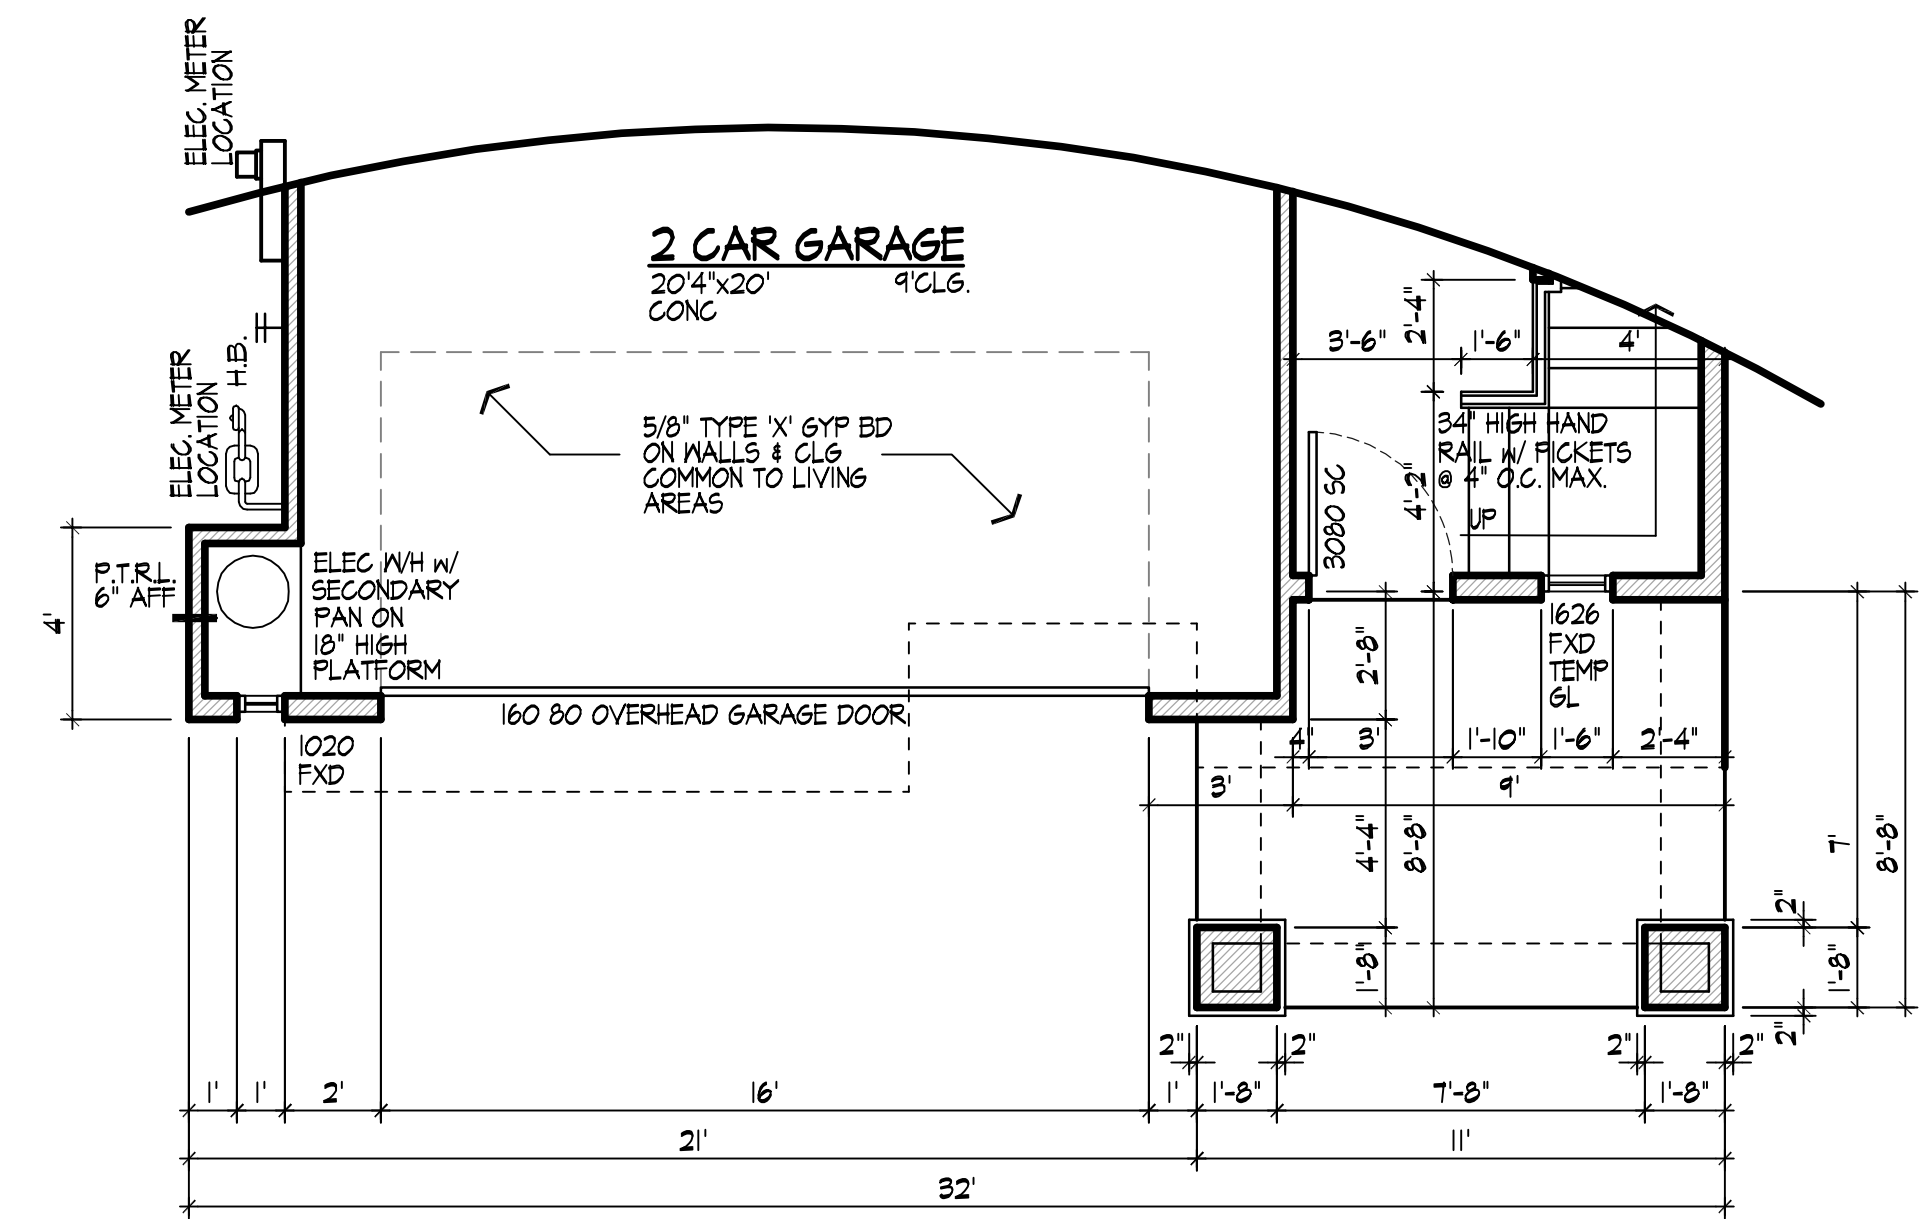 ELEC. METER
LOCATION
2 CAR GARAGE
20'4"x20' 9'CLG.
CONC
2'-4"
3'-6" 1'-6" 4'
ELEC. METER
LOCATION
H.B.
5/8" TYPE 'X' GYP BD
ON WALLS & CLG
COMMON TO LIVING
AREAS
34" HIGH HAND
RAIL w/ PICKETS
@ 4" O.C. MAX.
4'-2"
3080 SC
UP
P.T.R.L.
6" AFF
4'
ELEC W/H w/
SECONDARY
PAN ON
18" HIGH
PLATFORM
1626
FXD
TEMP
GL
2'-8"
160 80 OVERHEAD GARAGE DOOR
1020
FXD
4" 3' 1'-10" 1'-6" 2'-4"
3' 9'
4'-4"
8'-8"
7'
8'-8"
2"
1'-8"
1'-8"
2"
2" 2" 2" 2"
1' 1' 2' 16' 1' 1'-8" 7'-8" 1'-8"
21' 11'
32'